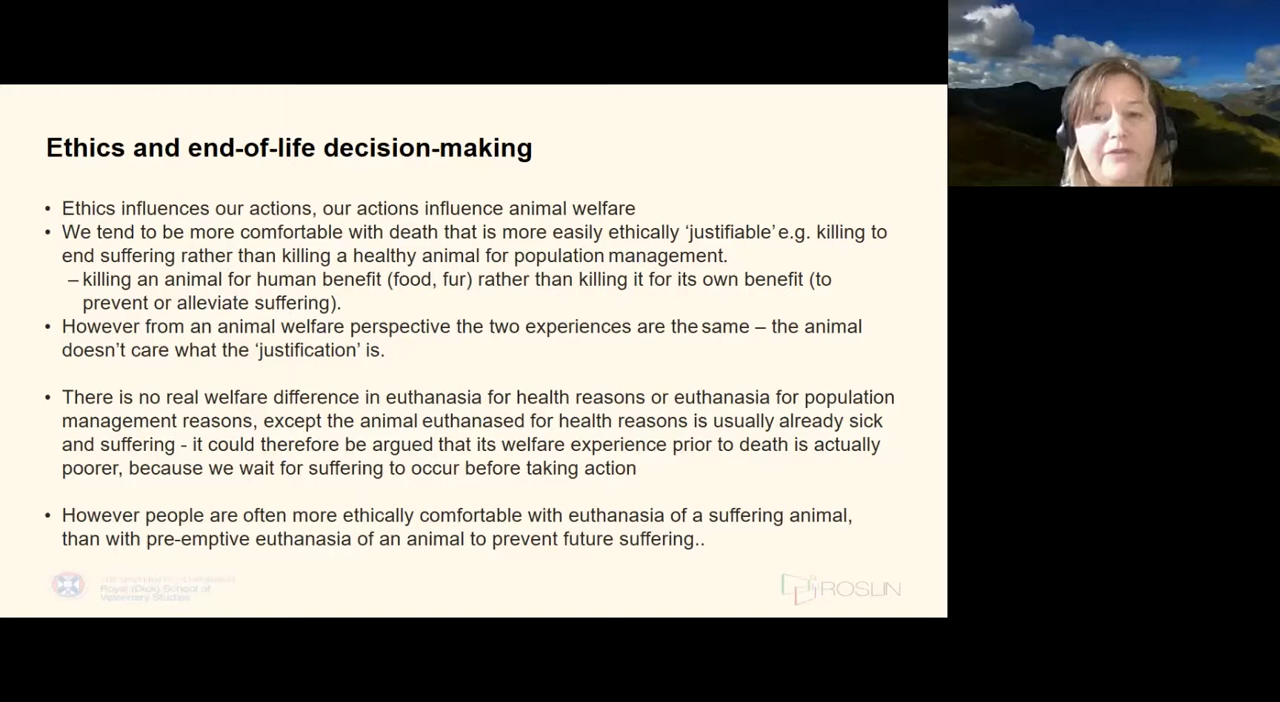 Ethics and end-of-life decision-making
• Ethics influences our actions, our actions influence animal welfare
• We tend to be more comfortable with death that is more easily ethically ‘justifiable’ e.g. killing to
end suffering rather than killing a healthy animal for population management.
– killing an animal for human benefit (food, fur) rather than killing it for its own benefit (to
prevent or alleviate suffering).
• However from an animal welfare perspective the two experiences are the same – the animal
doesn’t care what the ‘justification’ is.
• There is no real welfare difference in euthanasia for health reasons or euthanasia for population
management reasons, except the animal euthanased for health reasons is usually already sick
and suffering - it could therefore be argued that its welfare experience prior to death is actually
poorer, because we wait for suffering to occur before taking action
• However people are often more ethically comfortable with euthanasia of a suffering animal,
than with pre-emptive euthanasia of an animal to prevent future suffering..
Royal (Dick) School of
Veterinary Studies
ROSLIN